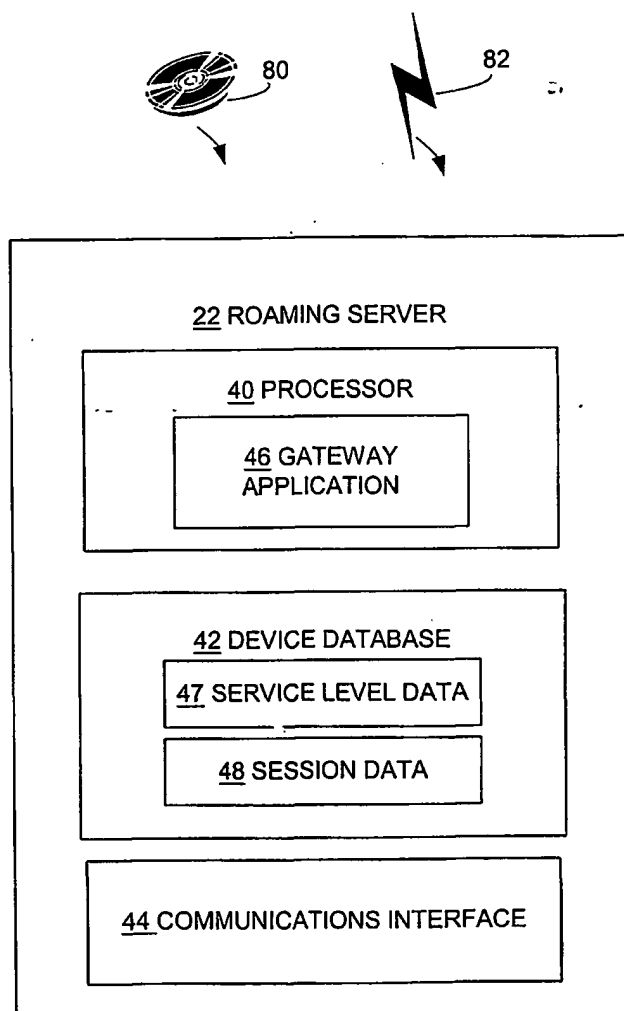 80
82
22 ROAMING SERVER
40 PROCESSOR
46 GATEWAY
APPLICATION
42 DEVICE DATABASE
47 SERVICE LEVEL DATA
48 SESSION DATA
44 COMMUNICATIONS INTERFACE